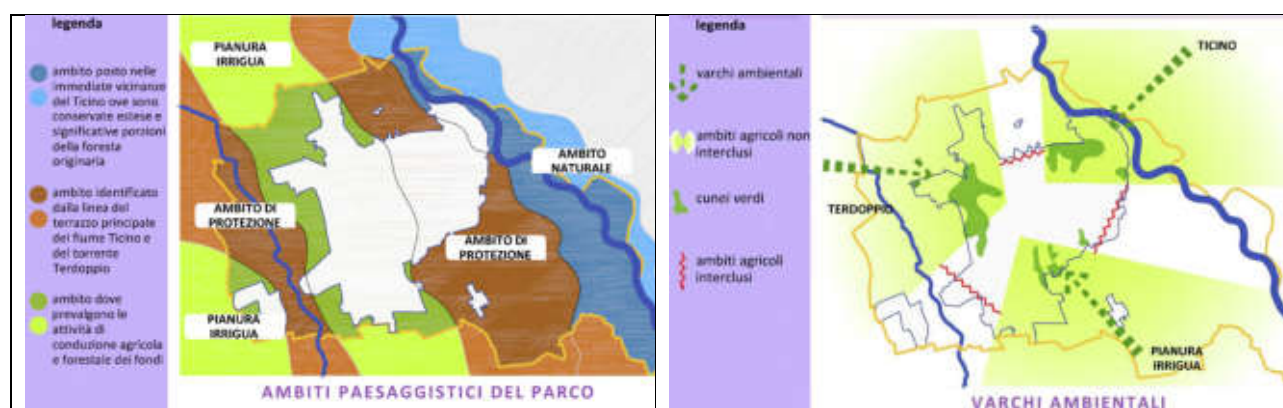 legenda
ambito posto nelle
immediate vicinanze
del Ticino ove sono
conservate estese e
significative porzioni
della foresta
originaria
ambito identificato
dalla linea del
terrazzo principale
del fiume Ticino e
del torrente
Terdoppio
ambito dove
prevalgono le
attività di
conduzione agricola
e forestale dei fondi
PIANURA
IRRIGUA
AMBITO
NATURALE
AMBITO DI
PROTEZIONE
AMBITO DI
PROTEZIONE
PIANURA
IRRIGUA
AMBITI PAESAGGISTICI DEL PARCO
legenda
varchi ambientali
ambiti agricoli non
interclusi
cunei verdi
ambiti agricoli
interclusi
TICINO
TERDOPPIO
PIANURA
IRRIGUA
VARCHI AMBIENTALI